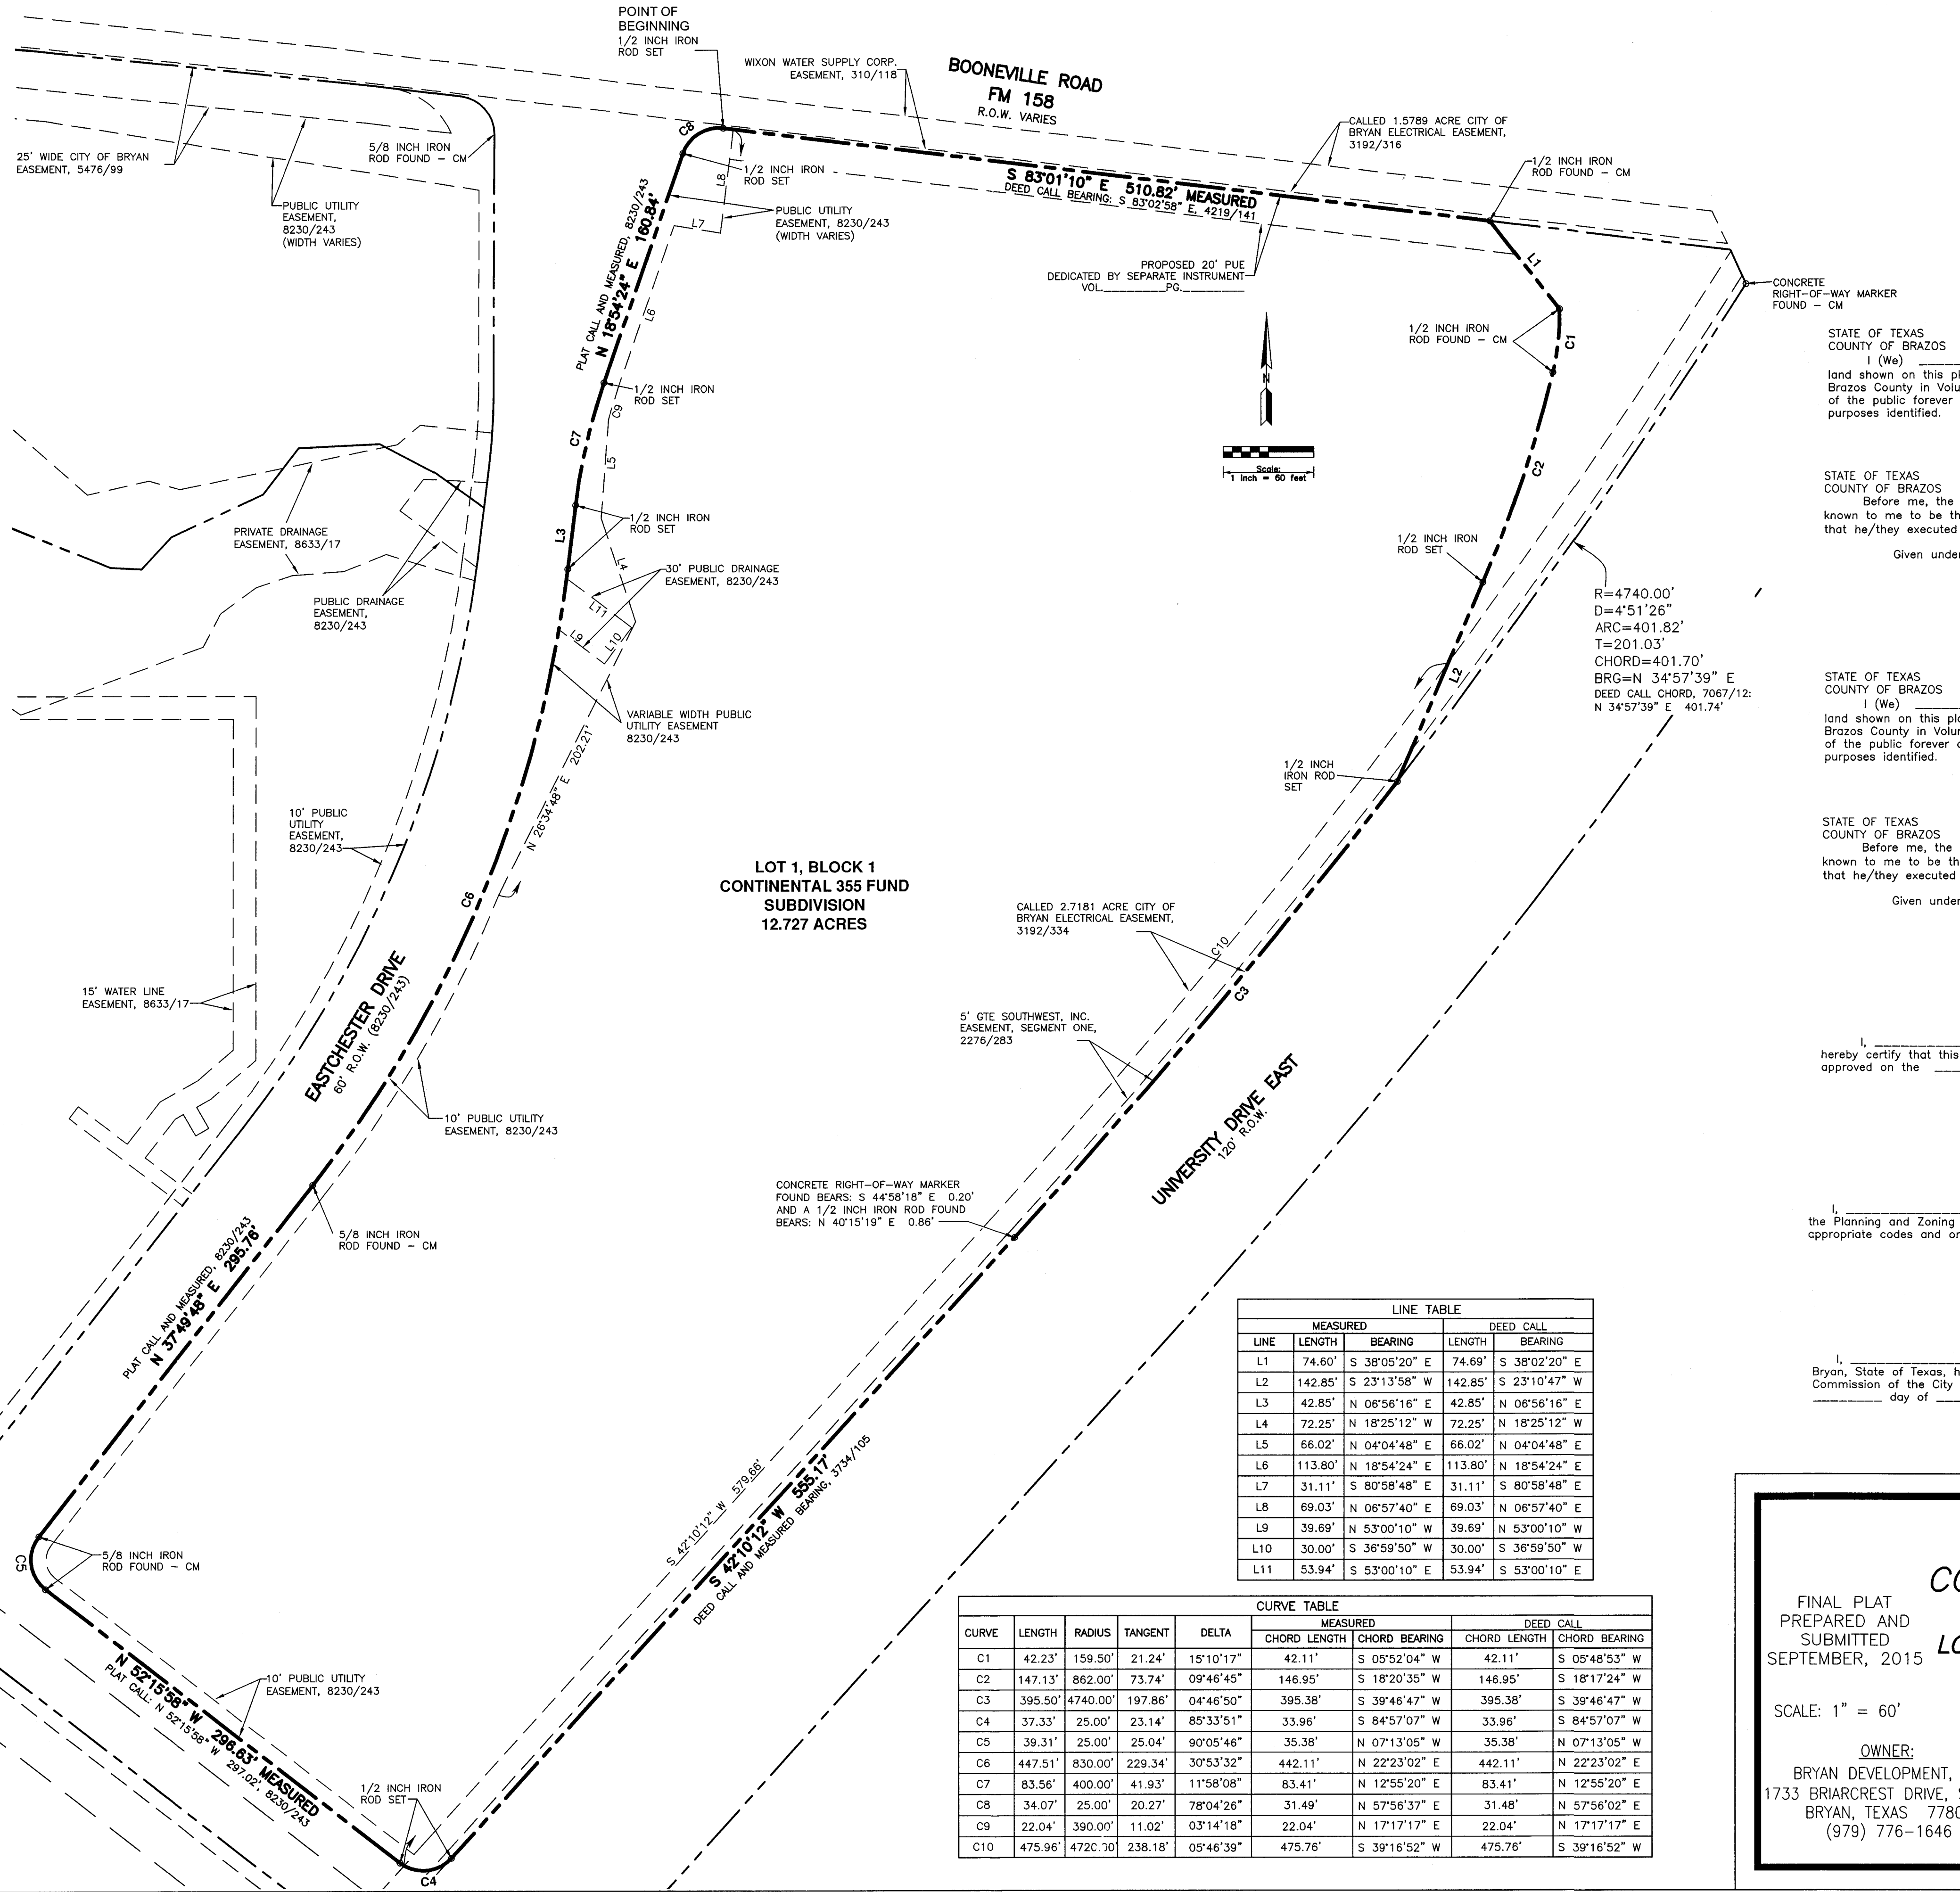 POINT OF
BEGINNING
1/2 INCH IRON
ROD SET
WIXON WATER SUPPLY CORP.
EASEMENT, 310/118
BOONEVILLE ROAD
FM 158
R.O.W. VARIES
CALLED 1.5789 ACRE CITY OF
BRYAN ELECTRICAL EASEMENT,
3192/316
1/2 INCH IRON
ROD FOUND - CM
25' WIDE CITY OF BRYAN
EASEMENT, 5476/99
5/8 INCH IRON
ROD FOUND - CM
C8
1/2 INCH IRON
ROD SET
L8
PUBLIC UTILITY
EASEMENT,
8230/243
(WIDTH VARIES)
PUBLIC UTILITY
EASEMENT, 8230/243
(WIDTH VARIES)
L7
S 83°01'10" E 510.82' MEASURED
DEED CALL BEARING: S 83°02'58" E, 4219/141
PLAT CALL AND MEASURED, 8230/243
N 18°54'24" E 160.84'
L6
PROPOSED 20' PUE
DEDICATED BY SEPARATE INSTRUMENT
VOL.________PG.________
L1
CONCRETE
RIGHT-OF-WAY MARKER
FOUND - CM
1/2 INCH IRON
ROD FOUND - CM
C1
N
Scale:
1 inch = 60 feet
1/2 INCH IRON
ROD SET
C9
C7
L5
C2
1/2 INCH IRON
ROD SET
L3
PRIVATE DRAINAGE
EASEMENT, 8633/17
L4
30' PUBLIC DRAINAGE
EASEMENT, 8230/243
L11
L9
L10
PUBLIC DRAINAGE
EASEMENT,
8230/243
1/2 INCH IRON
ROD SET
R=4740.00'
D=4°51'26"
ARC=401.82'
T=201.03'
CHORD=401.70'
BRG=N 34°57'39" E
DEED CALL CHORD, 7067/12:
N 34°57'39" E 401.74'
L2
VARIABLE WIDTH PUBLIC
UTILITY EASEMENT
8230/243
N 26°34'48" E 202.21'
1/2 INCH
IRON ROD
SET
10' PUBLIC
UTILITY
EASEMENT,
8230/243
C6
LOT 1, BLOCK 1
CONTINENTAL 355 FUND
SUBDIVISION
12.727 ACRES
CALLED 2.7181 ACRE CITY OF
BRYAN ELECTRICAL EASEMENT,
3192/334
C10
C3
15' WATER LINE
EASEMENT, 8633/17
EASTCHESTER DRIVE
60' R.O.W. (8230/243)
5' GTE SOUTHWEST, INC.
EASEMENT, SEGMENT ONE,
2276/283
10' PUBLIC UTILITY
EASEMENT, 8230/243
UNIVERSITY DRIVE EAST
120' R.O.W.
CONCRETE RIGHT-OF-WAY MARKER
FOUND BEARS: S 44°58'18" E 0.20'
AND A 1/2 INCH IRON ROD FOUND
BEARS: N 40°15'19" E 0.86'
5/8 INCH IRON
ROD FOUND - CM
PLAT CALL AND MEASURED, 8230/243
N 37°49'48" E 295.76'
S 42°10'12" W 579.66'
S 42°10'12" W 555.17'
DEED CALL AND MEASURED BEARING, 3734/105
C5
5/8 INCH IRON
ROD FOUND - CM
10' PUBLIC UTILITY
EASEMENT, 8230/243
N 52°15'58" W 296.63' MEASURED
PLAT CALL: N 52°15'58" W 297.02', 8230/243
1/2 INCH IRON
ROD SET
C4
STATE OF TEXAS
COUNTY OF BRAZOS
I (We) ______
land shown on this pl
Brazos County in Volu
of the public forever
purposes identified.
STATE OF TEXAS
COUNTY OF BRAZOS
Before me, the
known to me to be th
that he/they executed
Given under
STATE OF TEXAS
COUNTY OF BRAZOS
I (We) ______
land shown on this pla
Brazos County in Volu
of the public forever
purposes identified.
STATE OF TEXAS
COUNTY OF BRAZOS
Before me, the
known to me to be th
that he/they executed
Given under
I, ____________
hereby certify that this
approved on the ____
I, ____________
the Planning and Zoning
appropriate codes and or
I, ____________
Bryan, State of Texas, h
Commission of the City
________ day of ____
LINE TABLE
MEASURED DEED CALL
LINE LENGTH BEARING LENGTH BEARING
L1 74.60' S 38°05'20" E 74.69' S 38°02'20" E
L2 142.85' S 23°13'58" W 142.85' S 23°10'47" W
L3 42.85' N 06°56'16" E 42.85' N 06°56'16" E
L4 72.25' N 18°25'12" W 72.25' N 18°25'12" W
L5 66.02' N 04°04'48" E 66.02' N 04°04'48" E
L6 113.80' N 18°54'24" E 113.80' N 18°54'24" E
L7 31.11' S 80°58'48" E 31.11' S 80°58'48" E
L8 69.03' N 06°57'40" E 69.03' N 06°57'40" E
L9 39.69' N 53°00'10" W 39.69' N 53°00'10" W
L10 30.00' S 36°59'50" W 30.00' S 36°59'50" W
L11 53.94' S 53°00'10" E 53.94' S 53°00'10" E
CURVE TABLE
MEASURED DEED CALL
CURVE LENGTH RADIUS TANGENT DELTA CHORD LENGTH CHORD BEARING CHORD LENGTH CHORD BEARING
C1 42.23' 159.50' 21.24' 15°10'17" 42.11' S 05°52'04" W 42.11' S 05°48'53" W
C2 147.13' 862.00' 73.74' 09°46'45" 146.95' S 18°20'35" W 146.95' S 18°17'24" W
C3 395.50' 4740.00' 197.86' 04°46'50" 395.38' S 39°46'47" W 395.38' S 39°46'47" W
C4 37.33' 25.00' 23.14' 85°33'51" 33.96' S 84°57'07" W 33.96' S 84°57'07" W
C5 39.31' 25.00' 25.04' 90°05'46" 35.38' N 07°13'05" W 35.38' N 07°13'05" W
C6 447.51' 830.00' 229.34' 30°53'32" 442.11' N 22°23'02" E 442.11' N 22°23'02" E
C7 83.56' 400.00' 41.93' 11°58'08" 83.41' N 12°55'20" E 83.41' N 12°55'20" E
C8 34.07' 25.00' 20.27' 78°04'26" 31.49' N 57°56'37" E 31.48' N 57°56'02" E
C9 22.04' 390.00' 11.02' 03°14'18" 22.04' N 17°17'17" E 22.04' N 17°17'17" E
C10 475.96' 4720.00' 238.18' 05°46'39" 475.76' S 39°16'52" W 475.76' S 39°16'52" W
FINAL PLAT
PREPARED AND
SUBMITTED
SEPTEMBER, 2015
SCALE: 1" = 60'
OWNER:
BRYAN DEVELOPMENT,
1733 BRIARCREST DRIVE,
BRYAN, TEXAS 7780
(979) 776-1646
LO